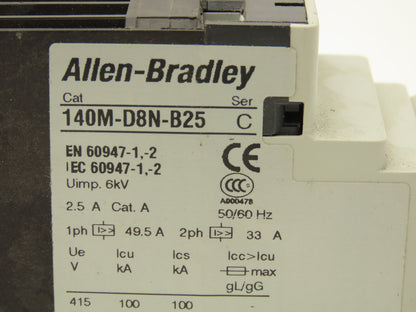 Allen-Bradley
Cat Ser
140M-D8N-B25 C
EN 60947-1,-2
IEC 60947-1,-2
Uimp. 6kV
CE
CCC
A000478
2.5 A Cat. A 50/60 Hz
1ph I>> 49.5 A 2ph I>> 33 A
Ue Icu Ics Icc>Icu
V kA kA max
gL/gG
415 100 100 -